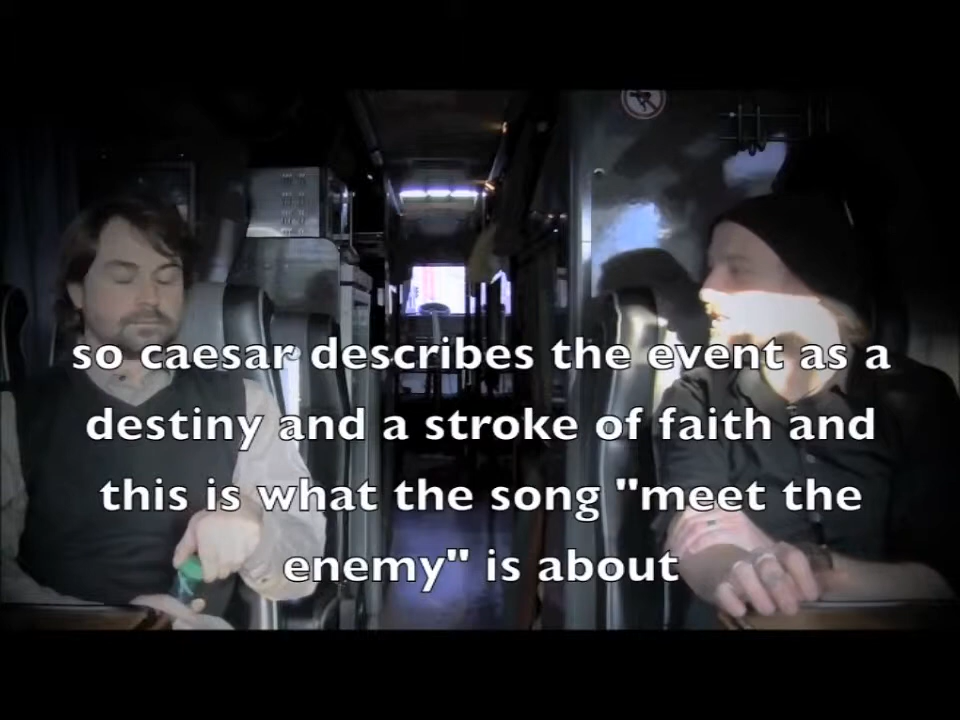 so caesar describes the event as a
destiny and a stroke of faith and
this is what the song "meet the
enemy" is about